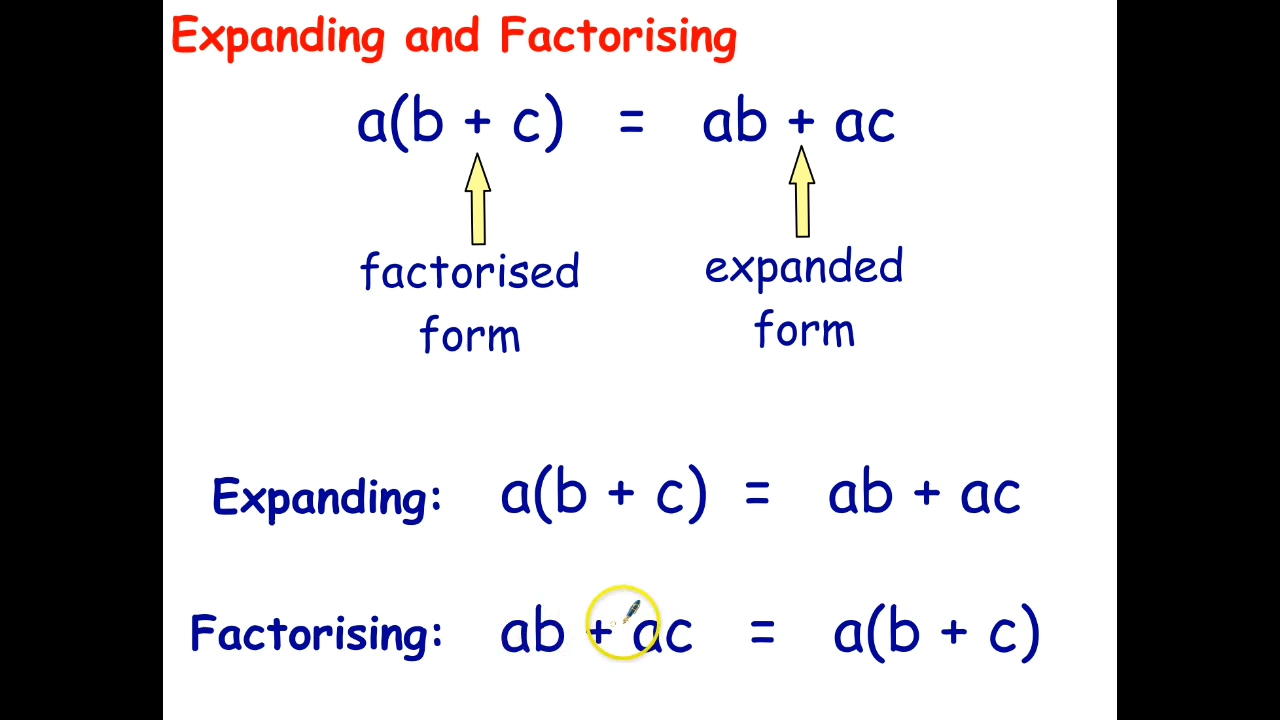 Expanding and Factorising
a(b + c) = ab + ac
factorised expanded
form form
Expanding: a(b + c) = ab + ac
Factorising: ab + ac = a(b + c)